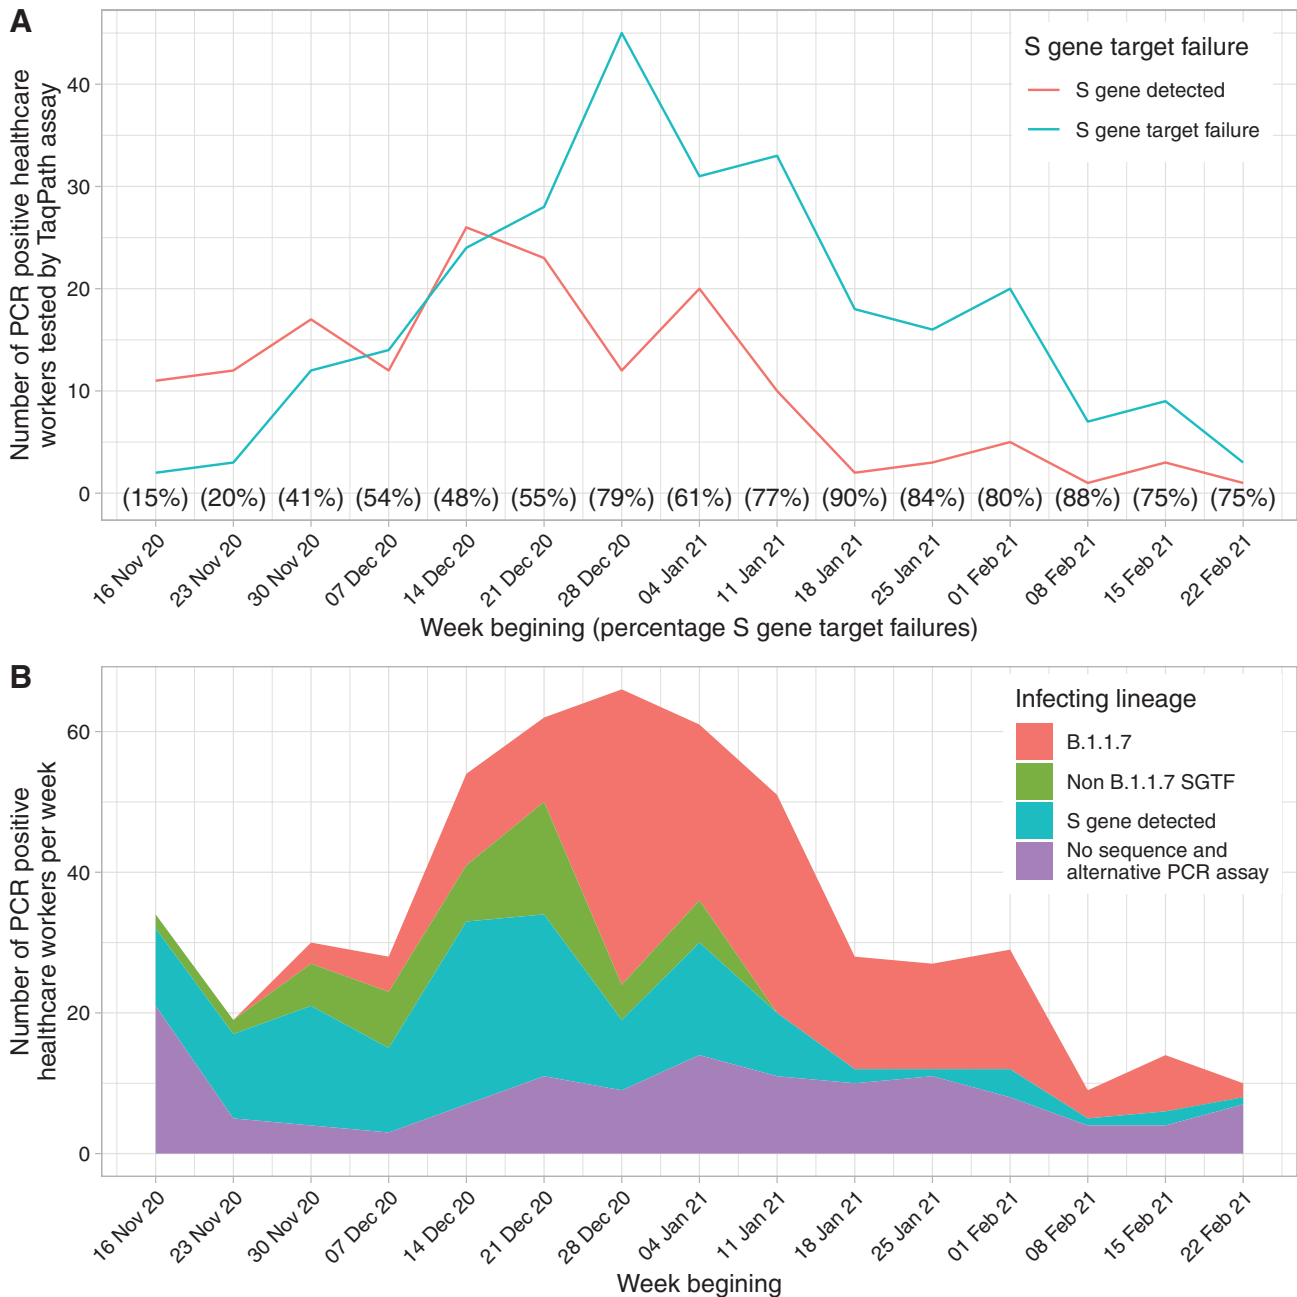 A
Number of PCR positive healthcare
workers tested by TaqPath assay
40
30
20
10
0
S gene target failure
S gene detected
S gene target failure
(15%) (20%) (41%) (54%) (48%) (55%) (79%) (61%) (77%) (90%) (84%) (80%) (88%) (75%) (75%)
16 Nov 20 23 Nov 20 30 Nov 20 07 Dec 20 14 Dec 20 21 Dec 20 28 Dec 20 04 Jan 21 11 Jan 21 18 Jan 21 25 Jan 21 01 Feb 21 08 Feb 21 15 Feb 21 22 Feb 21
Week begining (percentage S gene target failures)
B
Number of PCR positive
healthcare workers per week
60
40
20
0
Infecting lineage
B.1.1.7
Non B.1.1.7 SGTF
S gene detected
No sequence and
alternative PCR assay
16 Nov 20 23 Nov 20 30 Nov 20 07 Dec 20 14 Dec 20 21 Dec 20 28 Dec 20 04 Jan 21 11 Jan 21 18 Jan 21 25 Jan 21 01 Feb 21 08 Feb 21 15 Feb 21 22 Feb 21
Week begining